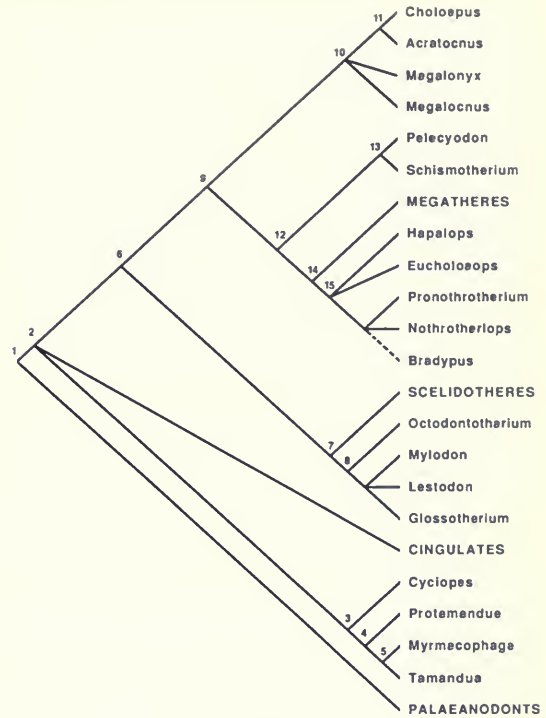 11
Choloepus
Acratocnus
10
Megalonyx
Megalocnus
13
Pelecyodon
Schismotherium
9
MEGATHERES
12
Hapalops
14
15
Eucholoeops
6
Pronothrotherium
Nothrotheriops
2
Bradypus
1
SCELIDOTHERES
7
Octodontotherium
8
Mylodon
Lestodon
Glossotherium
CINGULATES
Cyclopes
3
Protamandua
4
Myrmecophaga
5
Tamandua
PALAEANODONTS